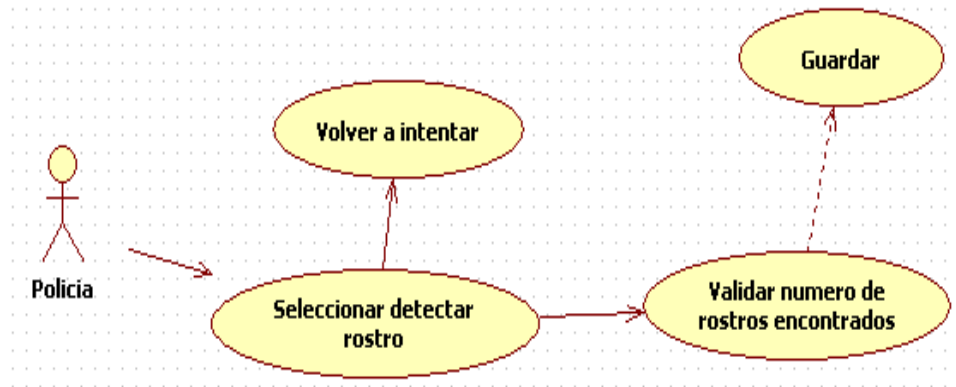 Guardar
Volver a intentar
Policia
Seleccionar detectar
rostro
Validar numero de
rostros encontrados